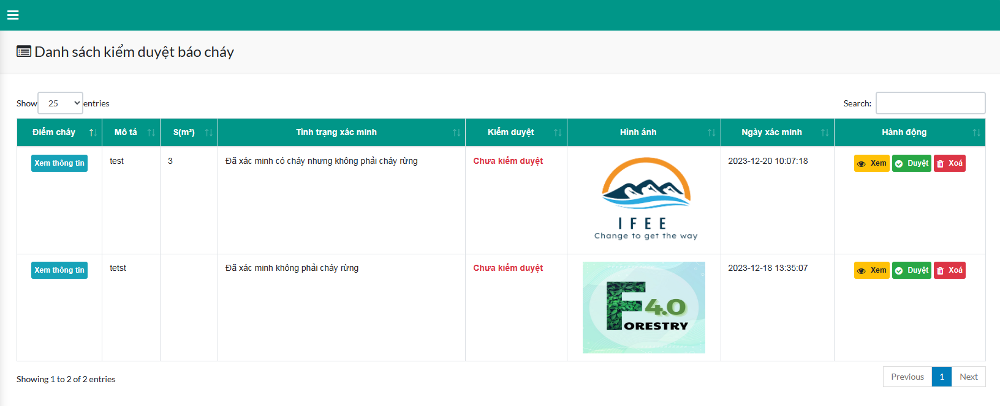 Danh sách kiểm duyệt báo cháy
Show 25 entries
Search:
Điểm cháy Mô tả S(m²) Tình trạng xác minh Kiểm duyệt Hình ảnh Ngày xác minh Hành động
Xem thông tin test 3 Đã xác minh có cháy nhưng không phải cháy rừng Chưa kiểm duyệt 2023-12-20 10:07:18 Xem Duyệt Xoá
IFEE
Change to get the way
Xem thông tin tetst Đã xác minh không phải cháy rừng Chưa kiểm duyệt 2023-12-18 13:35:07 Xem Duyệt Xoá
F 4.0
ORESTRY
Showing 1 to 2 of 2 entries
Previous 1 Next